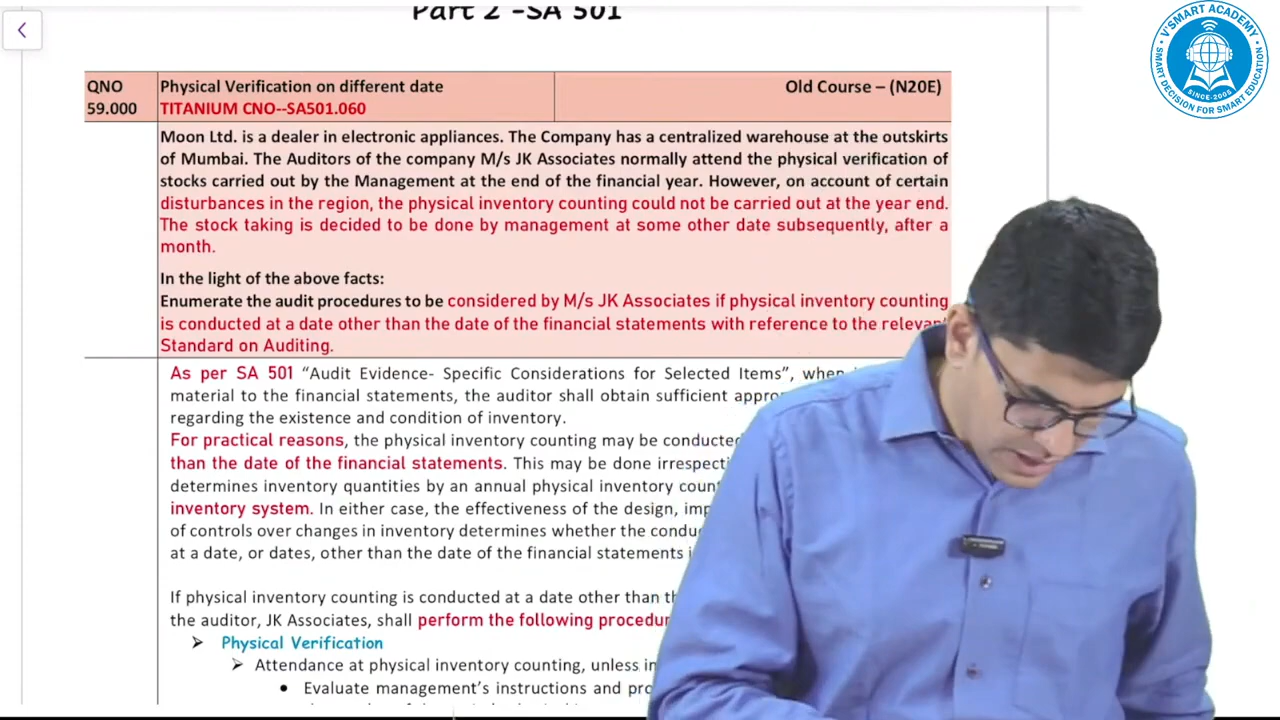 Part 2 -SA 501
V'SMART ACADEMY
SINCE-2005
SMART DECISION FOR SMART EDUCATION
QNO Physical Verification on different date Old Course – (N20E)
59.000 TITANIUM CNO--SA501.060
Moon Ltd. is a dealer in electronic appliances. The Company has a centralized warehouse at the outskirts
of Mumbai. The Auditors of the company M/s JK Associates normally attend the physical verification of
stocks carried out by the Management at the end of the financial year. However, on account of certain
disturbances in the region, the physical inventory counting could not be carried out at the year end.
The stock taking is decided to be done by management at some other date subsequently, after a
month.
In the light of the above facts:
Enumerate the audit procedures to be considered by M/s JK Associates if physical inventory counting
is conducted at a date other than the date of the financial statements with reference to the relevant
Standard on Auditing.
As per SA 501 “Audit Evidence- Specific Considerations for Selected Items”, when
material to the financial statements, the auditor shall obtain sufficient
regarding the existence and condition of inventory.
For practical reasons, the physical inventory counting may be conducted
than the date of the financial statements. This may be done
determines inventory quantities by an annual physical inventory
inventory system. In either case, the effectiveness of the design,
of controls over changes in inventory determines whether the
at a date, or dates, other than the date of the financial statements
If physical inventory counting is conducted at a date other than
the auditor, JK Associates, shall perform the following
➢ Physical Verification
➢ Attendance at physical inventory counting, unless
• Evaluate management’s instructions and